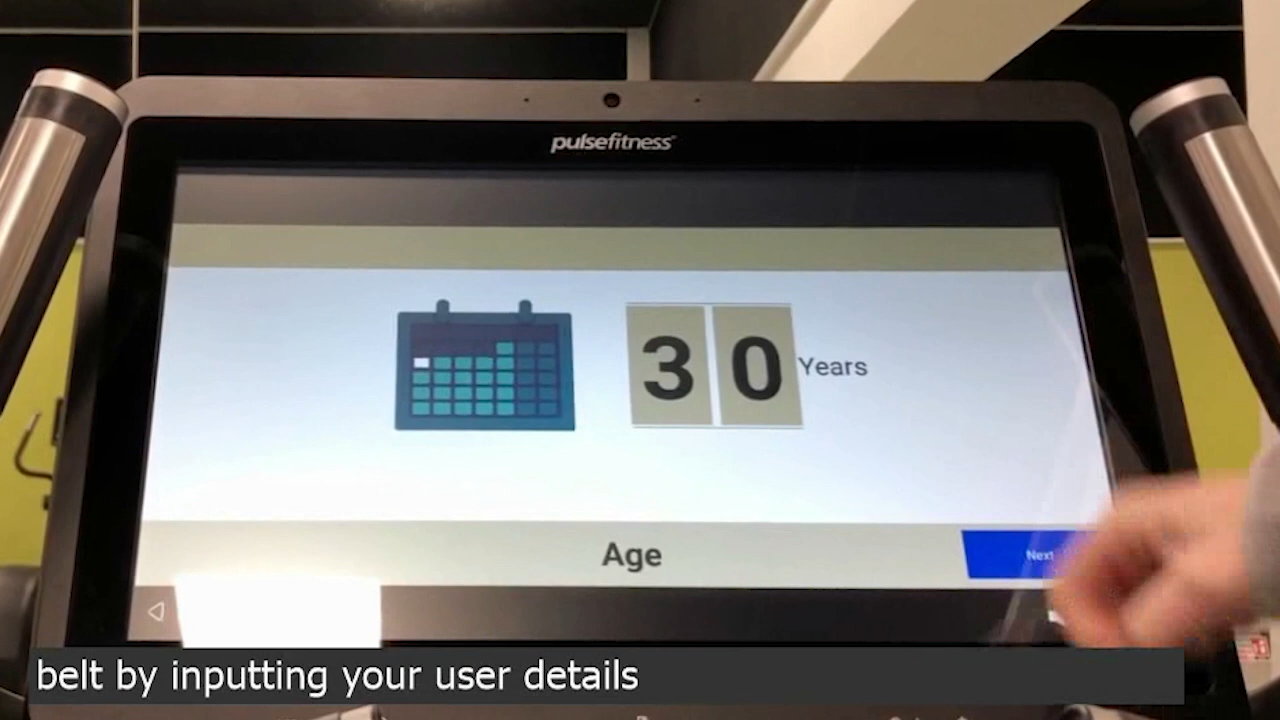 pulsefitness
30 Years
Age
Next
belt by inputting your user details